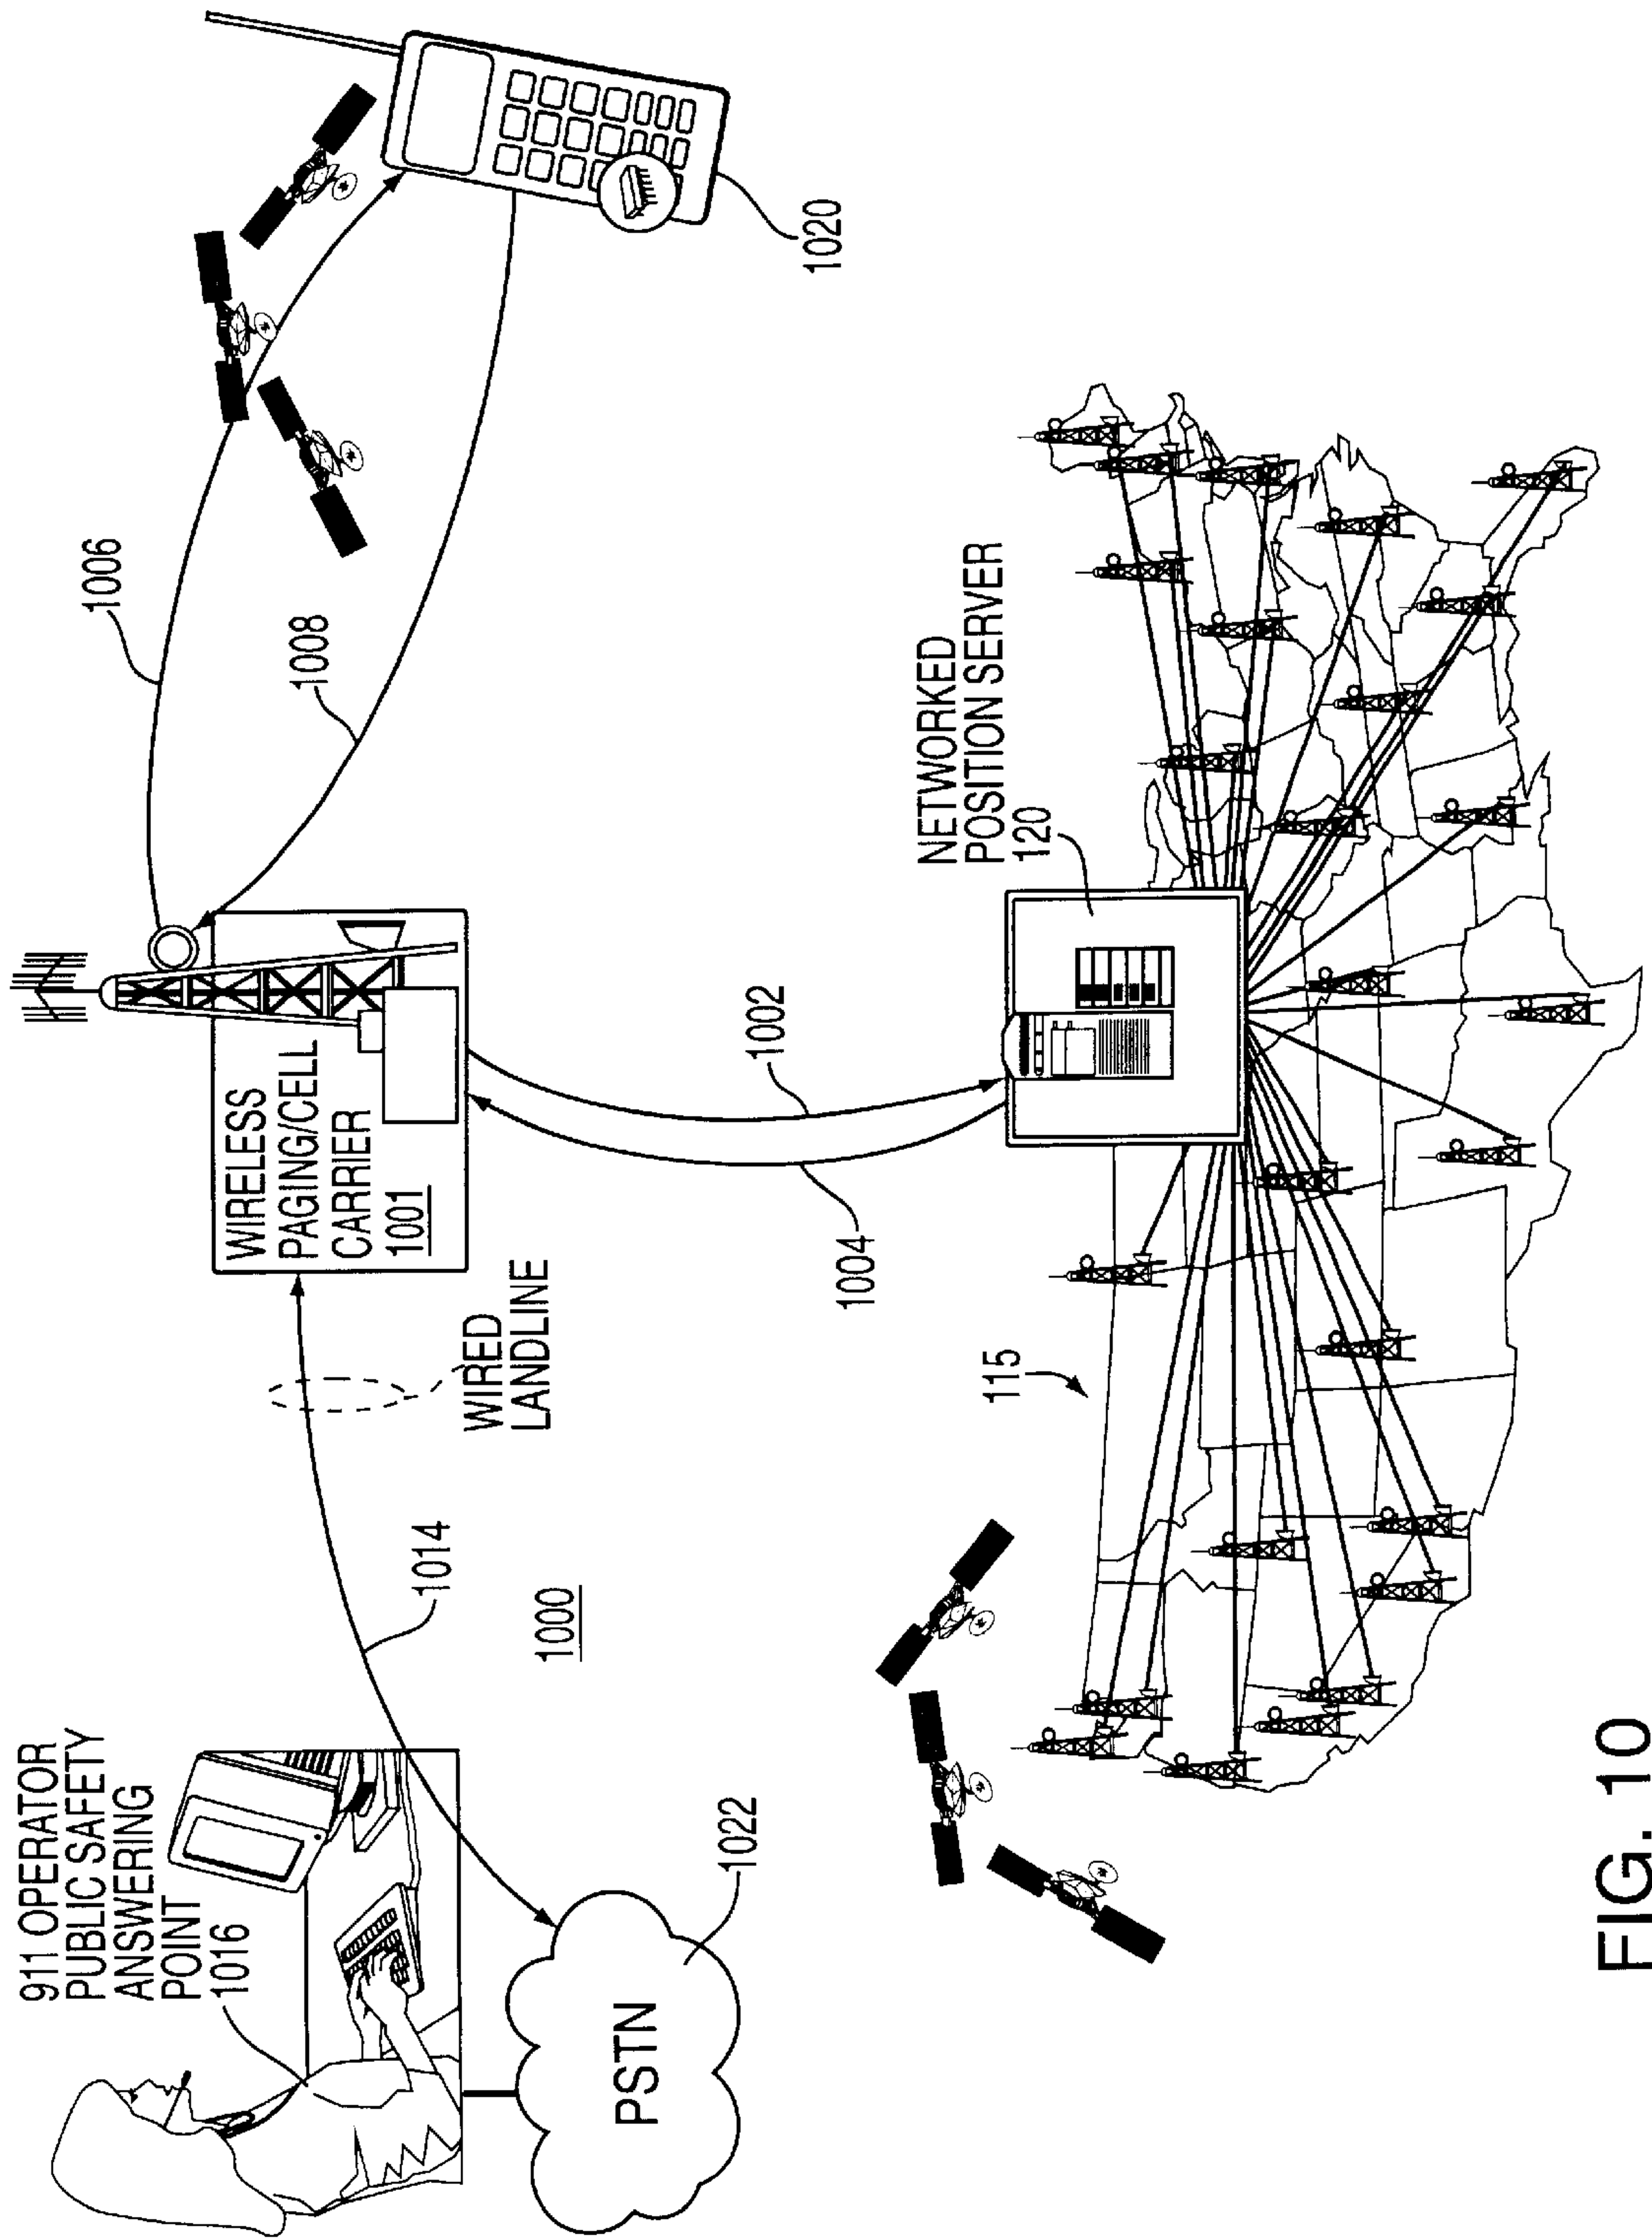 911 OPERATOR
PUBLIC SAFETY
ANSWERING
POINT
1016
PSTN
1022
1014
1000
WIRED
LANDLINE
WIRELESS
PAGING/CELL
CARRIER
1001
1006
1008
1020
1002
1004
NETWORKED
POSITION SERVER
120
115
FIG. 10